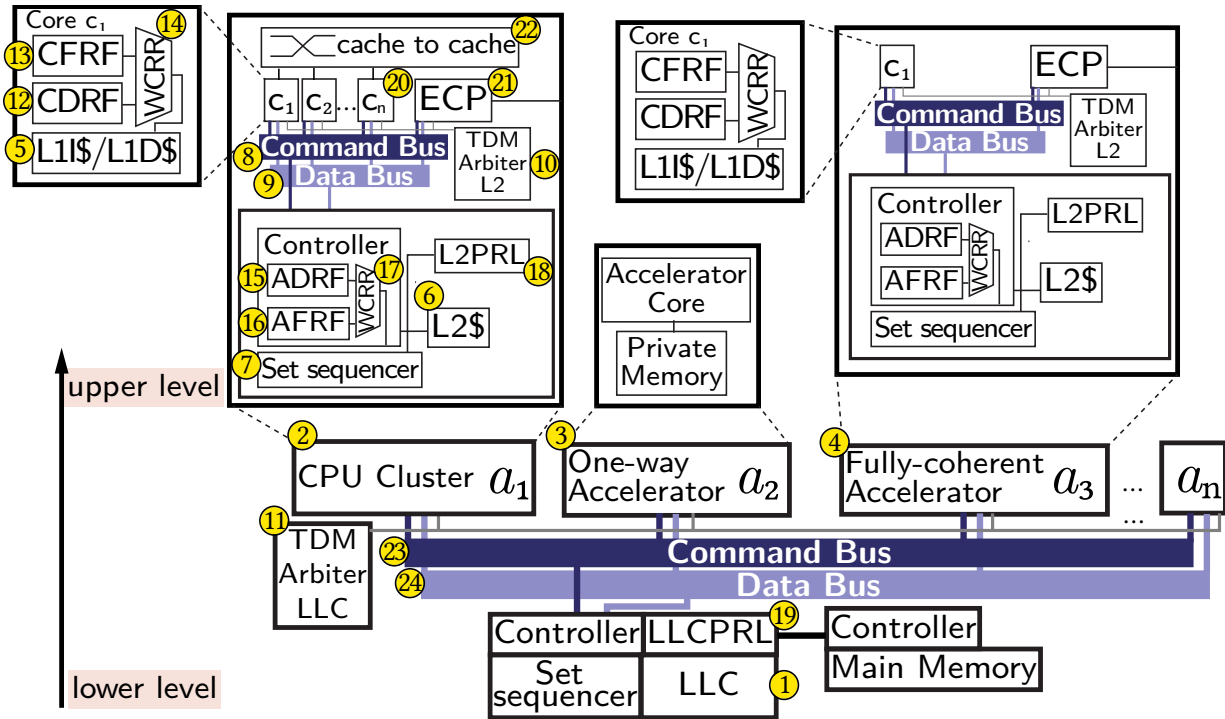 Core c₁
14
13
CFRF
12
CDRF
WCRR
5
L1I$/L1D$
22
cache to cache
c₁
c₂
...
cₙ
20
ECP
21
8
Command Bus
9
Data Bus
TDM
Arbiter
L2
10
Controller
15
ADRF
16
AFRF
WCRR
17
L2PRL
18
6
L2$
7
Set sequencer
Accelerator
Core
Private
Memory
Core c₁
CFRF
CDRF
WCRR
L1I$/L1D$
c₁
ECP
Command Bus
Data Bus
TDM
Arbiter
L2
Controller
ADRF
AFRF
WCRR
L2PRL
L2$
Set sequencer
upper level
lower level
2
CPU Cluster a₁
3
One-way
Accelerator a₂
4
Fully-coherent
Accelerator a₃
...
...
aₙ
11
TDM
Arbiter
LLC
23
Command Bus
24
Data Bus
Controller
LLCPRL
19
Set
sequencer
LLC
1
Controller
Main Memory